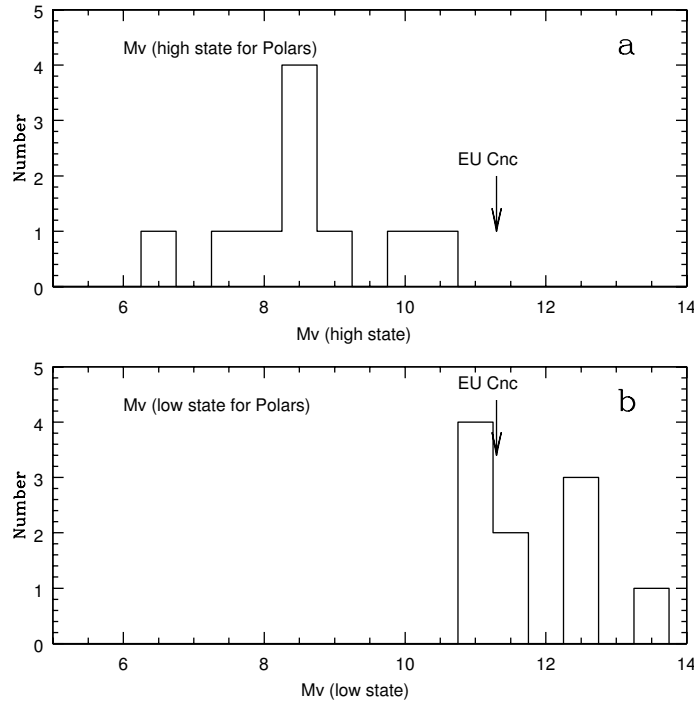 5
Mv (high state for Polars)
a
4
3
Number
EU Cnc
2
1
0
6 8 10 12 14
Mv (high state)
5
EU Cnc
Mv (low state for Polars)
b
4
3
Number
2
1
0
6 8 10 12 14
Mv (low state)